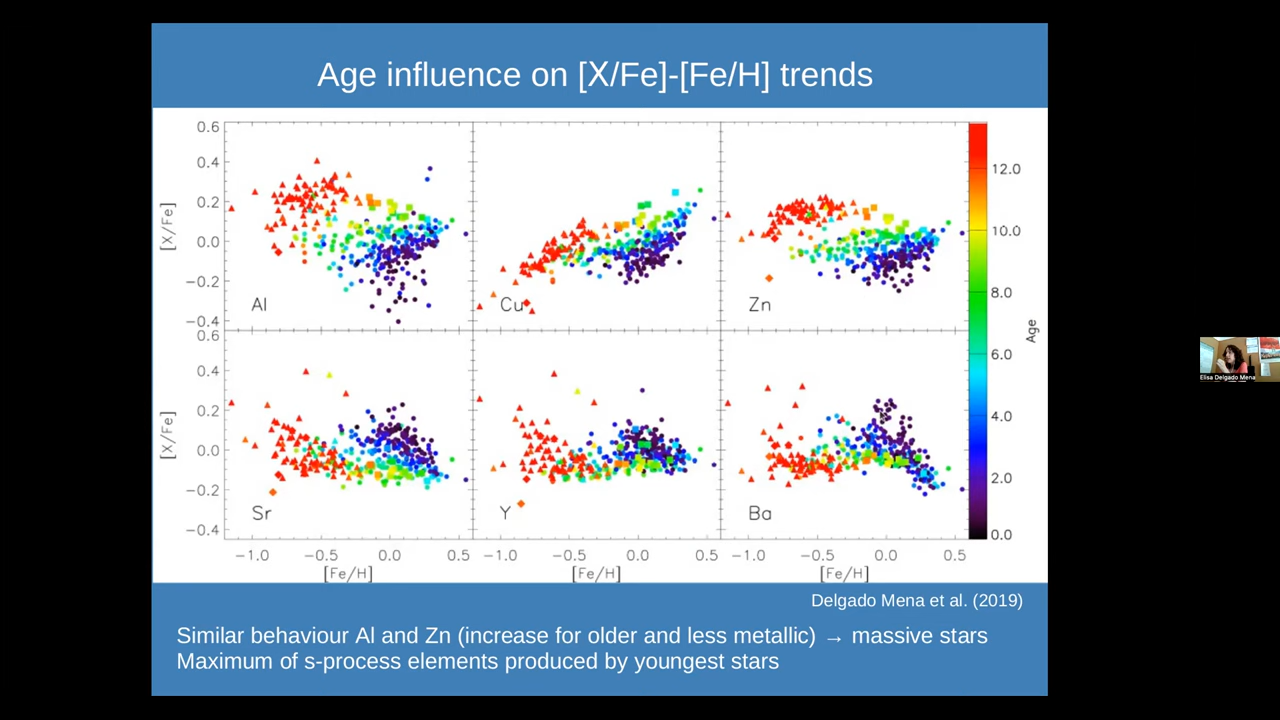 Age influence on [X/Fe]-[Fe/H] trends
0.6
0.4
0.2
0.0
−0.2
−0.4
[X/Fe]
Al
Cu
Zn
0.6
0.4
0.2
0.0
−0.2
−0.4
[X/Fe]
Sr
Y
Ba
−1.0 −0.5 0.0 0.5
−1.0 −0.5 0.0 0.5
−1.0 −0.5 0.0 0.5
[Fe/H]
[Fe/H]
[Fe/H]
12.0
10.0
8.0
6.0
4.0
2.0
0.0
Age
Elisa Delgado Mena
Delgado Mena et al. (2019)
Similar behaviour Al and Zn (increase for older and less metallic) → massive stars
Maximum of s-process elements produced by youngest stars